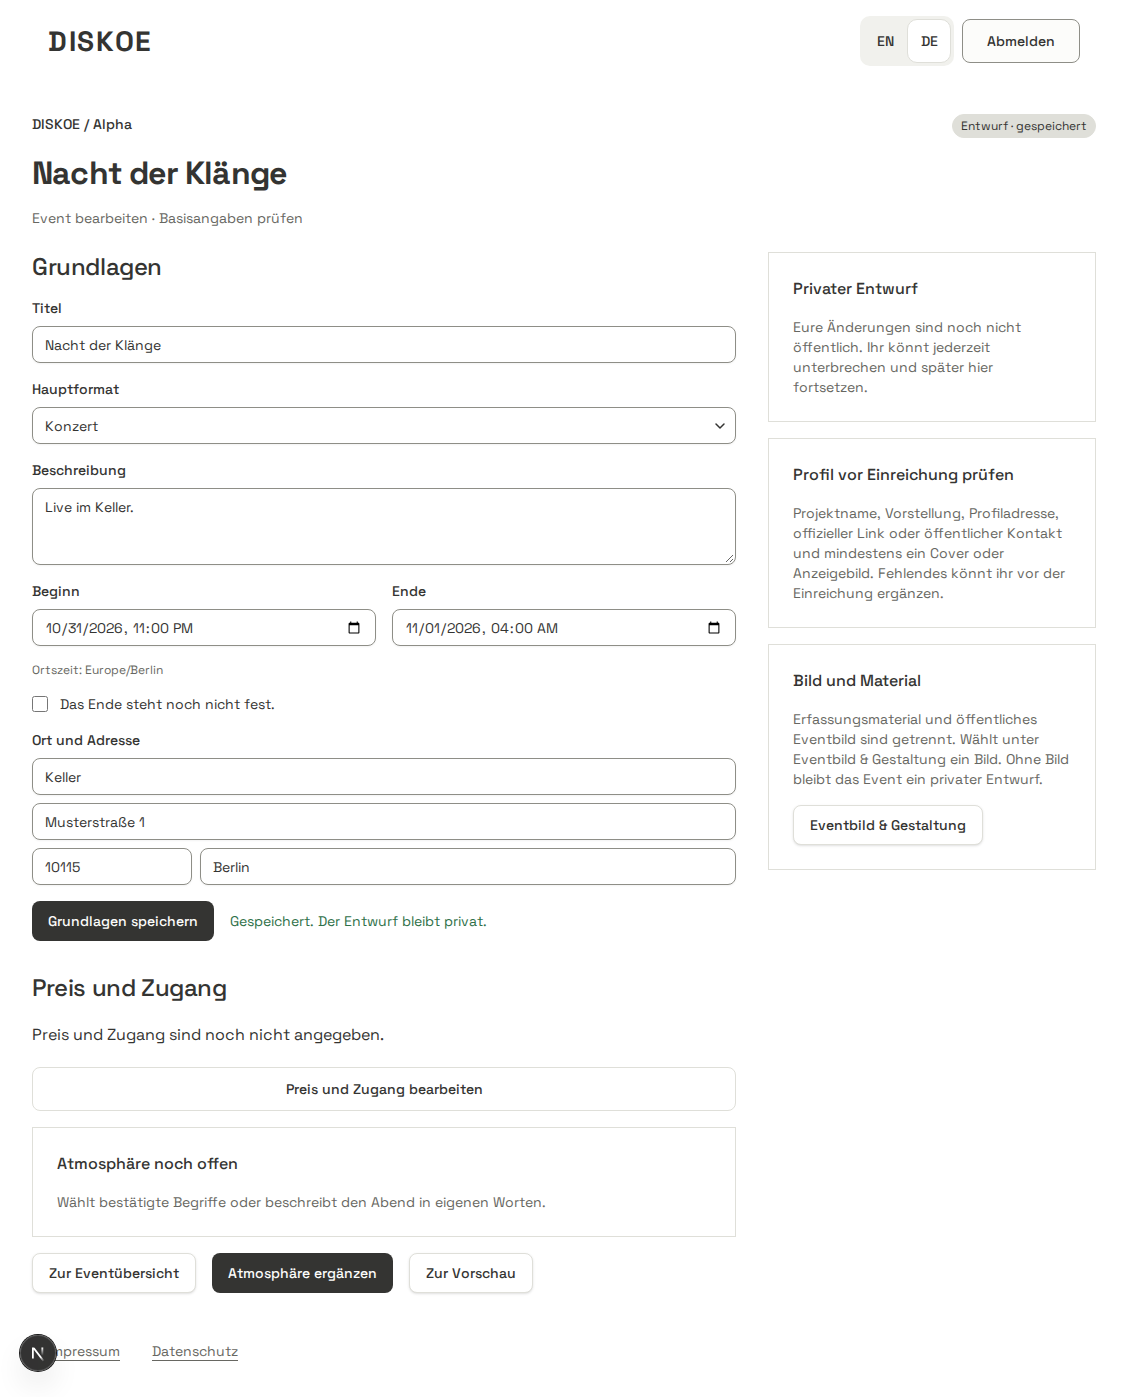 DISKOE
EN
DE
Abmelden
DISKOE / Alpha
Entwurf · gespeichert
Nacht der Klänge
Event bearbeiten · Basisangaben prüfen
Grundlagen
Titel
Nacht der Klänge
Hauptformat
Konzert
Beschreibung
Live im Keller.
Beginn
Ende
10/31/2026, 11:00 PM
11/01/2026, 04:00 AM
Ortszeit: Europe/Berlin
Das Ende steht noch nicht fest.
Ort und Adresse
Keller
Musterstraße 1
10115
Berlin
Grundlagen speichern
Gespeichert. Der Entwurf bleibt privat.
Preis und Zugang
Preis und Zugang sind noch nicht angegeben.
Preis und Zugang bearbeiten
Atmosphäre noch offen
Wählt bestätigte Begriffe oder beschreibt den Abend in eigenen Worten.
Zur Eventübersicht
Atmosphäre ergänzen
Zur Vorschau
Privater Entwurf
Eure Änderungen sind noch nicht
öffentlich. Ihr könnt jederzeit
unterbrechen und später hier
fortsetzen.
Profil vor Einreichung prüfen
Projektname, Vorstellung, Profiladresse,
offizieller Link oder öffentlicher Kontakt
und mindestens ein Cover oder
Anzeigebild. Fehlendes könnt ihr vor der
Einreichung ergänzen.
Bild und Material
Erfassungsmaterial und öffentliches
Eventbild sind getrennt. Wählt unter
Eventbild & Gestaltung ein Bild. Ohne Bild
bleibt das Event ein privater Entwurf.
Eventbild & Gestaltung
N
mpressum
Datenschutz